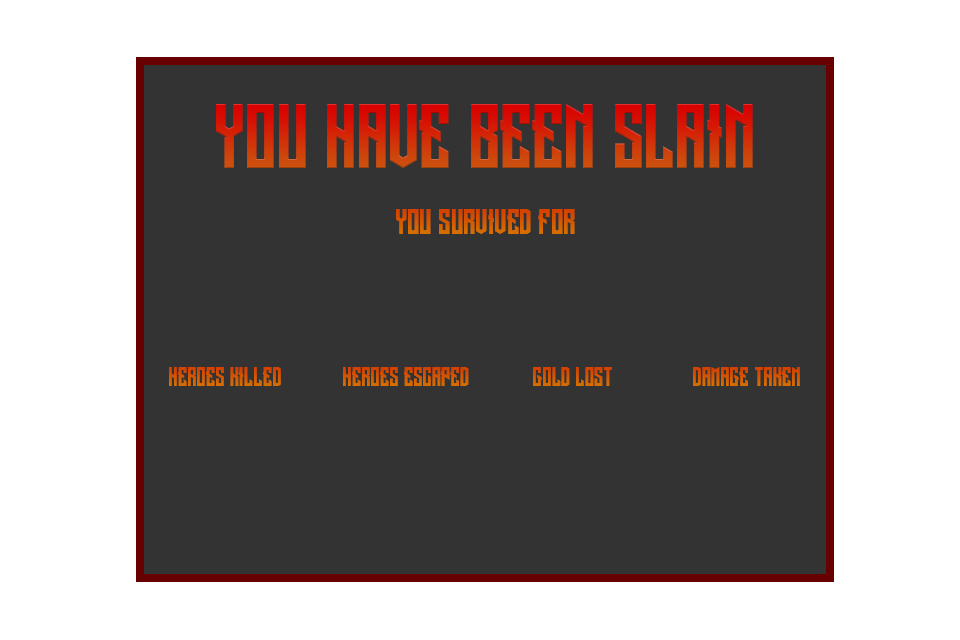 YOU HAVE BEEN SLAIN
YOU SURVIVED FOR
HEROES KILLED HEROES ESCAPED GOLD LOST DAMAGE TAKEN